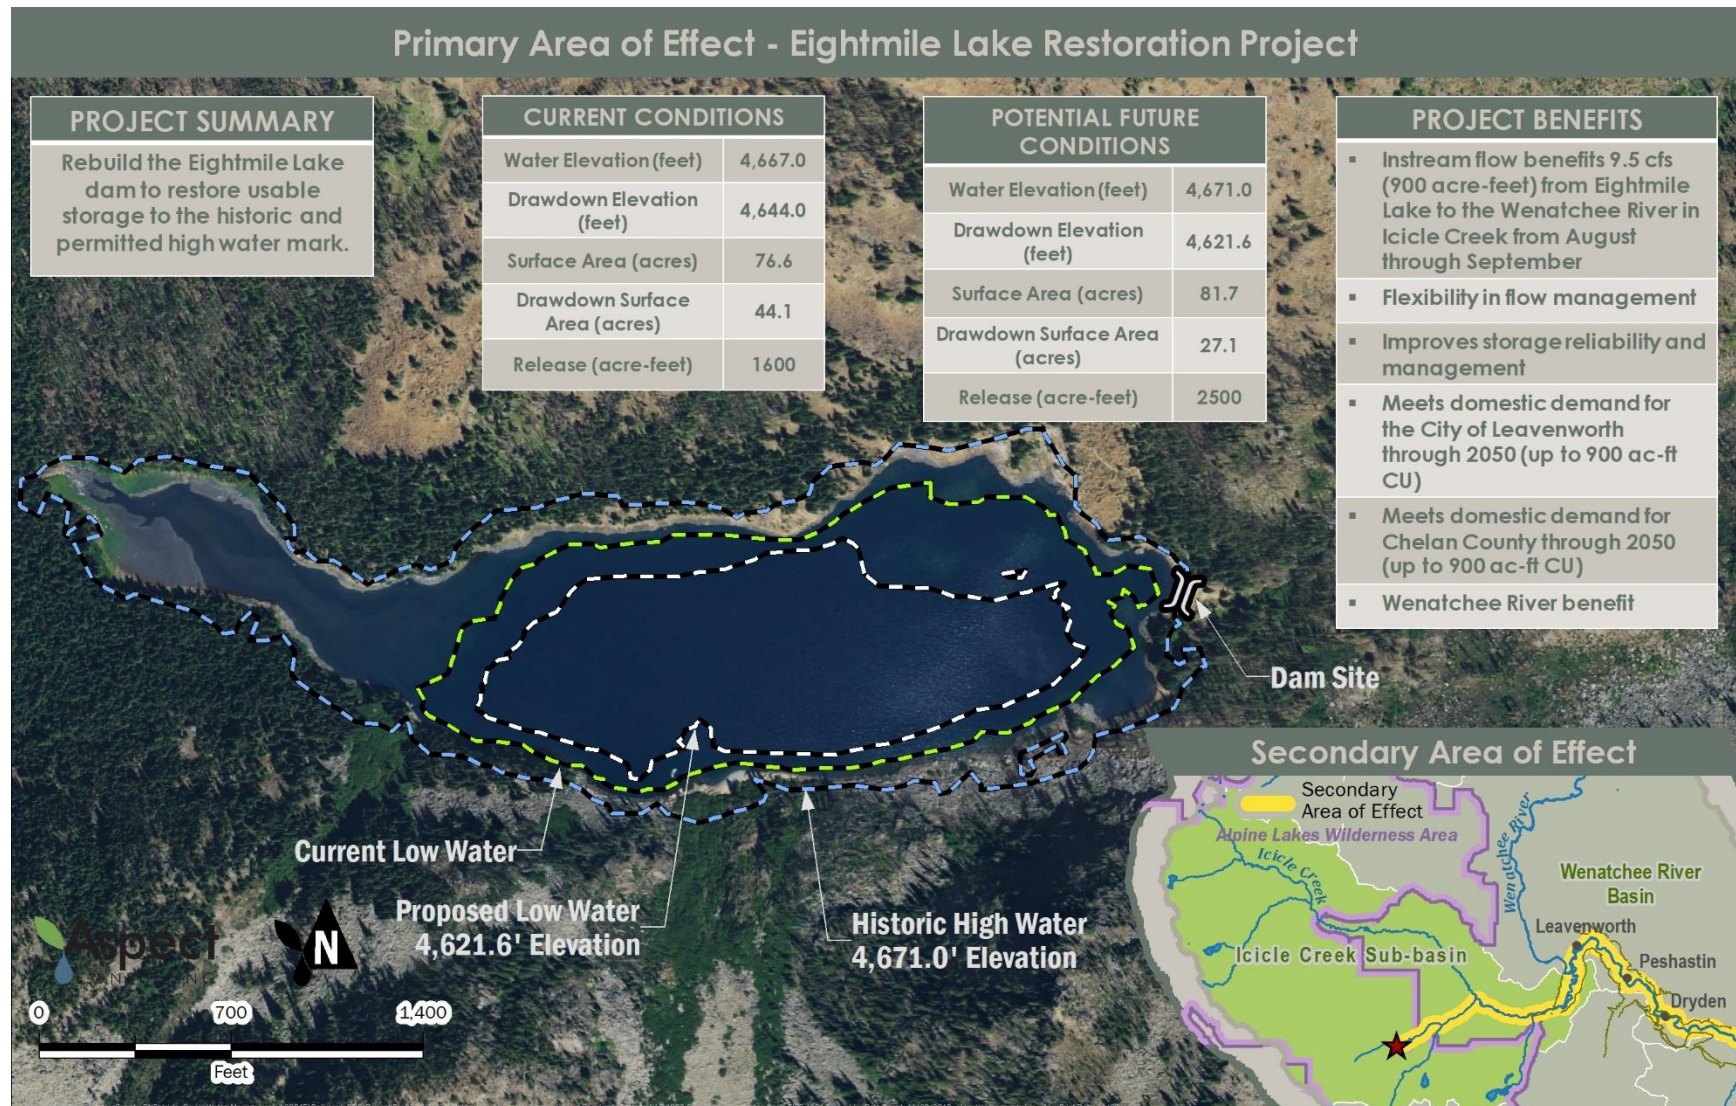 Primary Area of Effect - Eightmile Lake Restoration Project
PROJECT SUMMARY
Rebuild the Eightmile Lake
dam to restore usable
storage to the historic and
permitted high water mark.
CURRENT CONDITIONS
Water Elevation (feet) 4,667.0
Drawdown Elevation
(feet) 4,644.0
Surface Area (acres) 76.6
Drawdown Surface
Area (acres) 44.1
Release (acre-feet) 1600
POTENTIAL FUTURE
CONDITIONS
Water Elevation (feet) 4,671.0
Drawdown Elevation
(feet) 4,621.6
Surface Area (acres) 81.7
Drawdown Surface Area
(acres) 27.1
Release (acre-feet) 2500
PROJECT BENEFITS
▪ Instream flow benefits 9.5 cfs
(900 acre-feet) from Eightmile
Lake to the Wenatchee River in
Icicle Creek from August
through September
▪ Flexibility in flow management
▪ Improves storage reliability and
management
▪ Meets domestic demand for
the City of Leavenworth
through 2050 (up to 900 ac-ft
CU)
▪ Meets domestic demand for
Chelan County through 2050
(up to 900 ac-ft CU)
▪ Wenatchee River benefit
Dam Site
Current Low Water
Proposed Low Water
4,621.6' Elevation
Historic High Water
4,671.0' Elevation
Aspect
N
0 700 1,400
Feet
Secondary Area of Effect
Secondary
Area of Effect
Alpine Lakes Wilderness Area
Icicle Creek
Wenatchee River
Wenatchee River
Basin
Leavenworth
Icicle Creek Sub-basin
Peshastin
Dryden